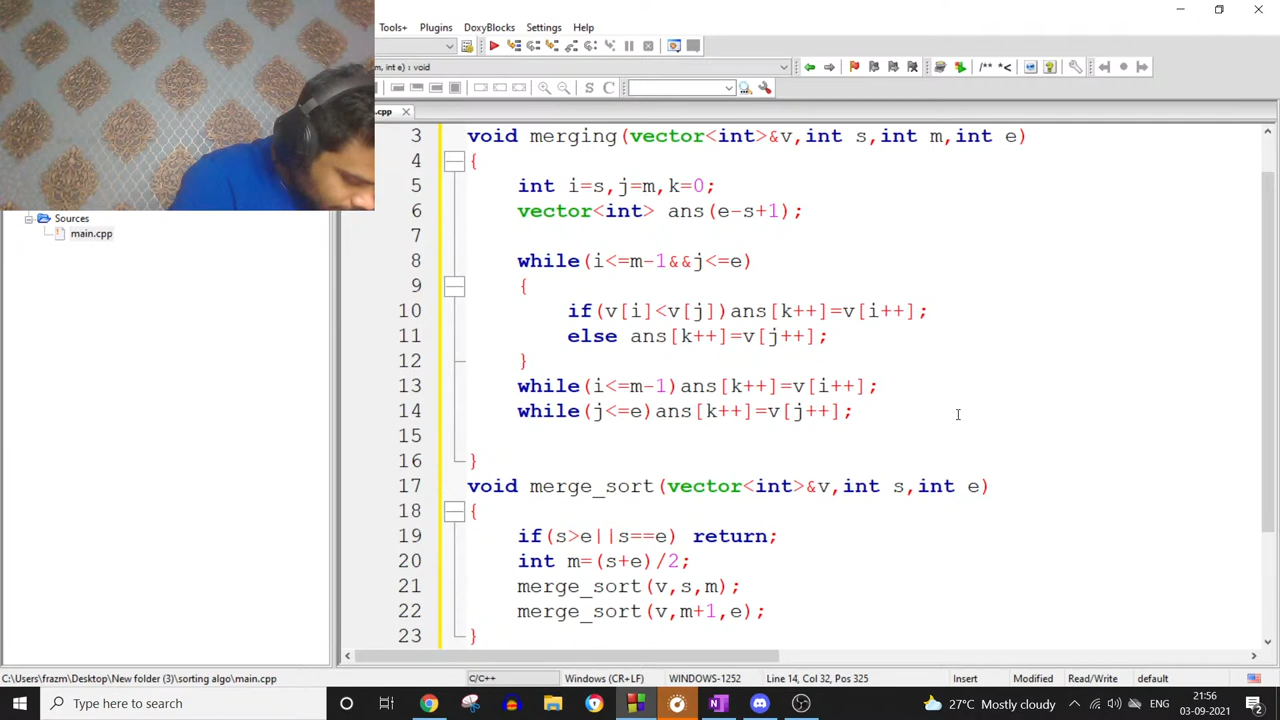 Tools+ Plugins DoxyBlocks Settings Help
m, int e) : void
/** *<
S C
.cpp
Sources
main.cpp
3 void merging(vector<int>&v,int s,int m,int e)
4 {
5 int i=s,j=m,k=0;
6 vector<int> ans(e-s+1);
7
8 while(i<=m-1&&j<=e)
9 {
10 if(v[i]<v[j])ans[k++]=v[i++];
11 else ans[k++]=v[j++];
12 }
13 while(i<=m-1)ans[k++]=v[i++];
14 while(j<=e)ans[k++]=v[j++];
15
16 }
17 void merge_sort(vector<int>&v,int s,int e)
18 {
19 if(s>e||s==e) return;
20 int m=(s+e)/2;
21 merge_sort(v,s,m);
22 merge_sort(v,m+1,e);
23 }
C:\Users\frazm\Desktop\New folder (3)\sorting algo\main.cpp C/C++ Windows (CR+LF) WINDOWS-1252 Line 14, Col 32, Pos 325 Insert Modified Read/Write default
Type here to search 27°C Mostly cloudy ENG 21:56
03-09-2021